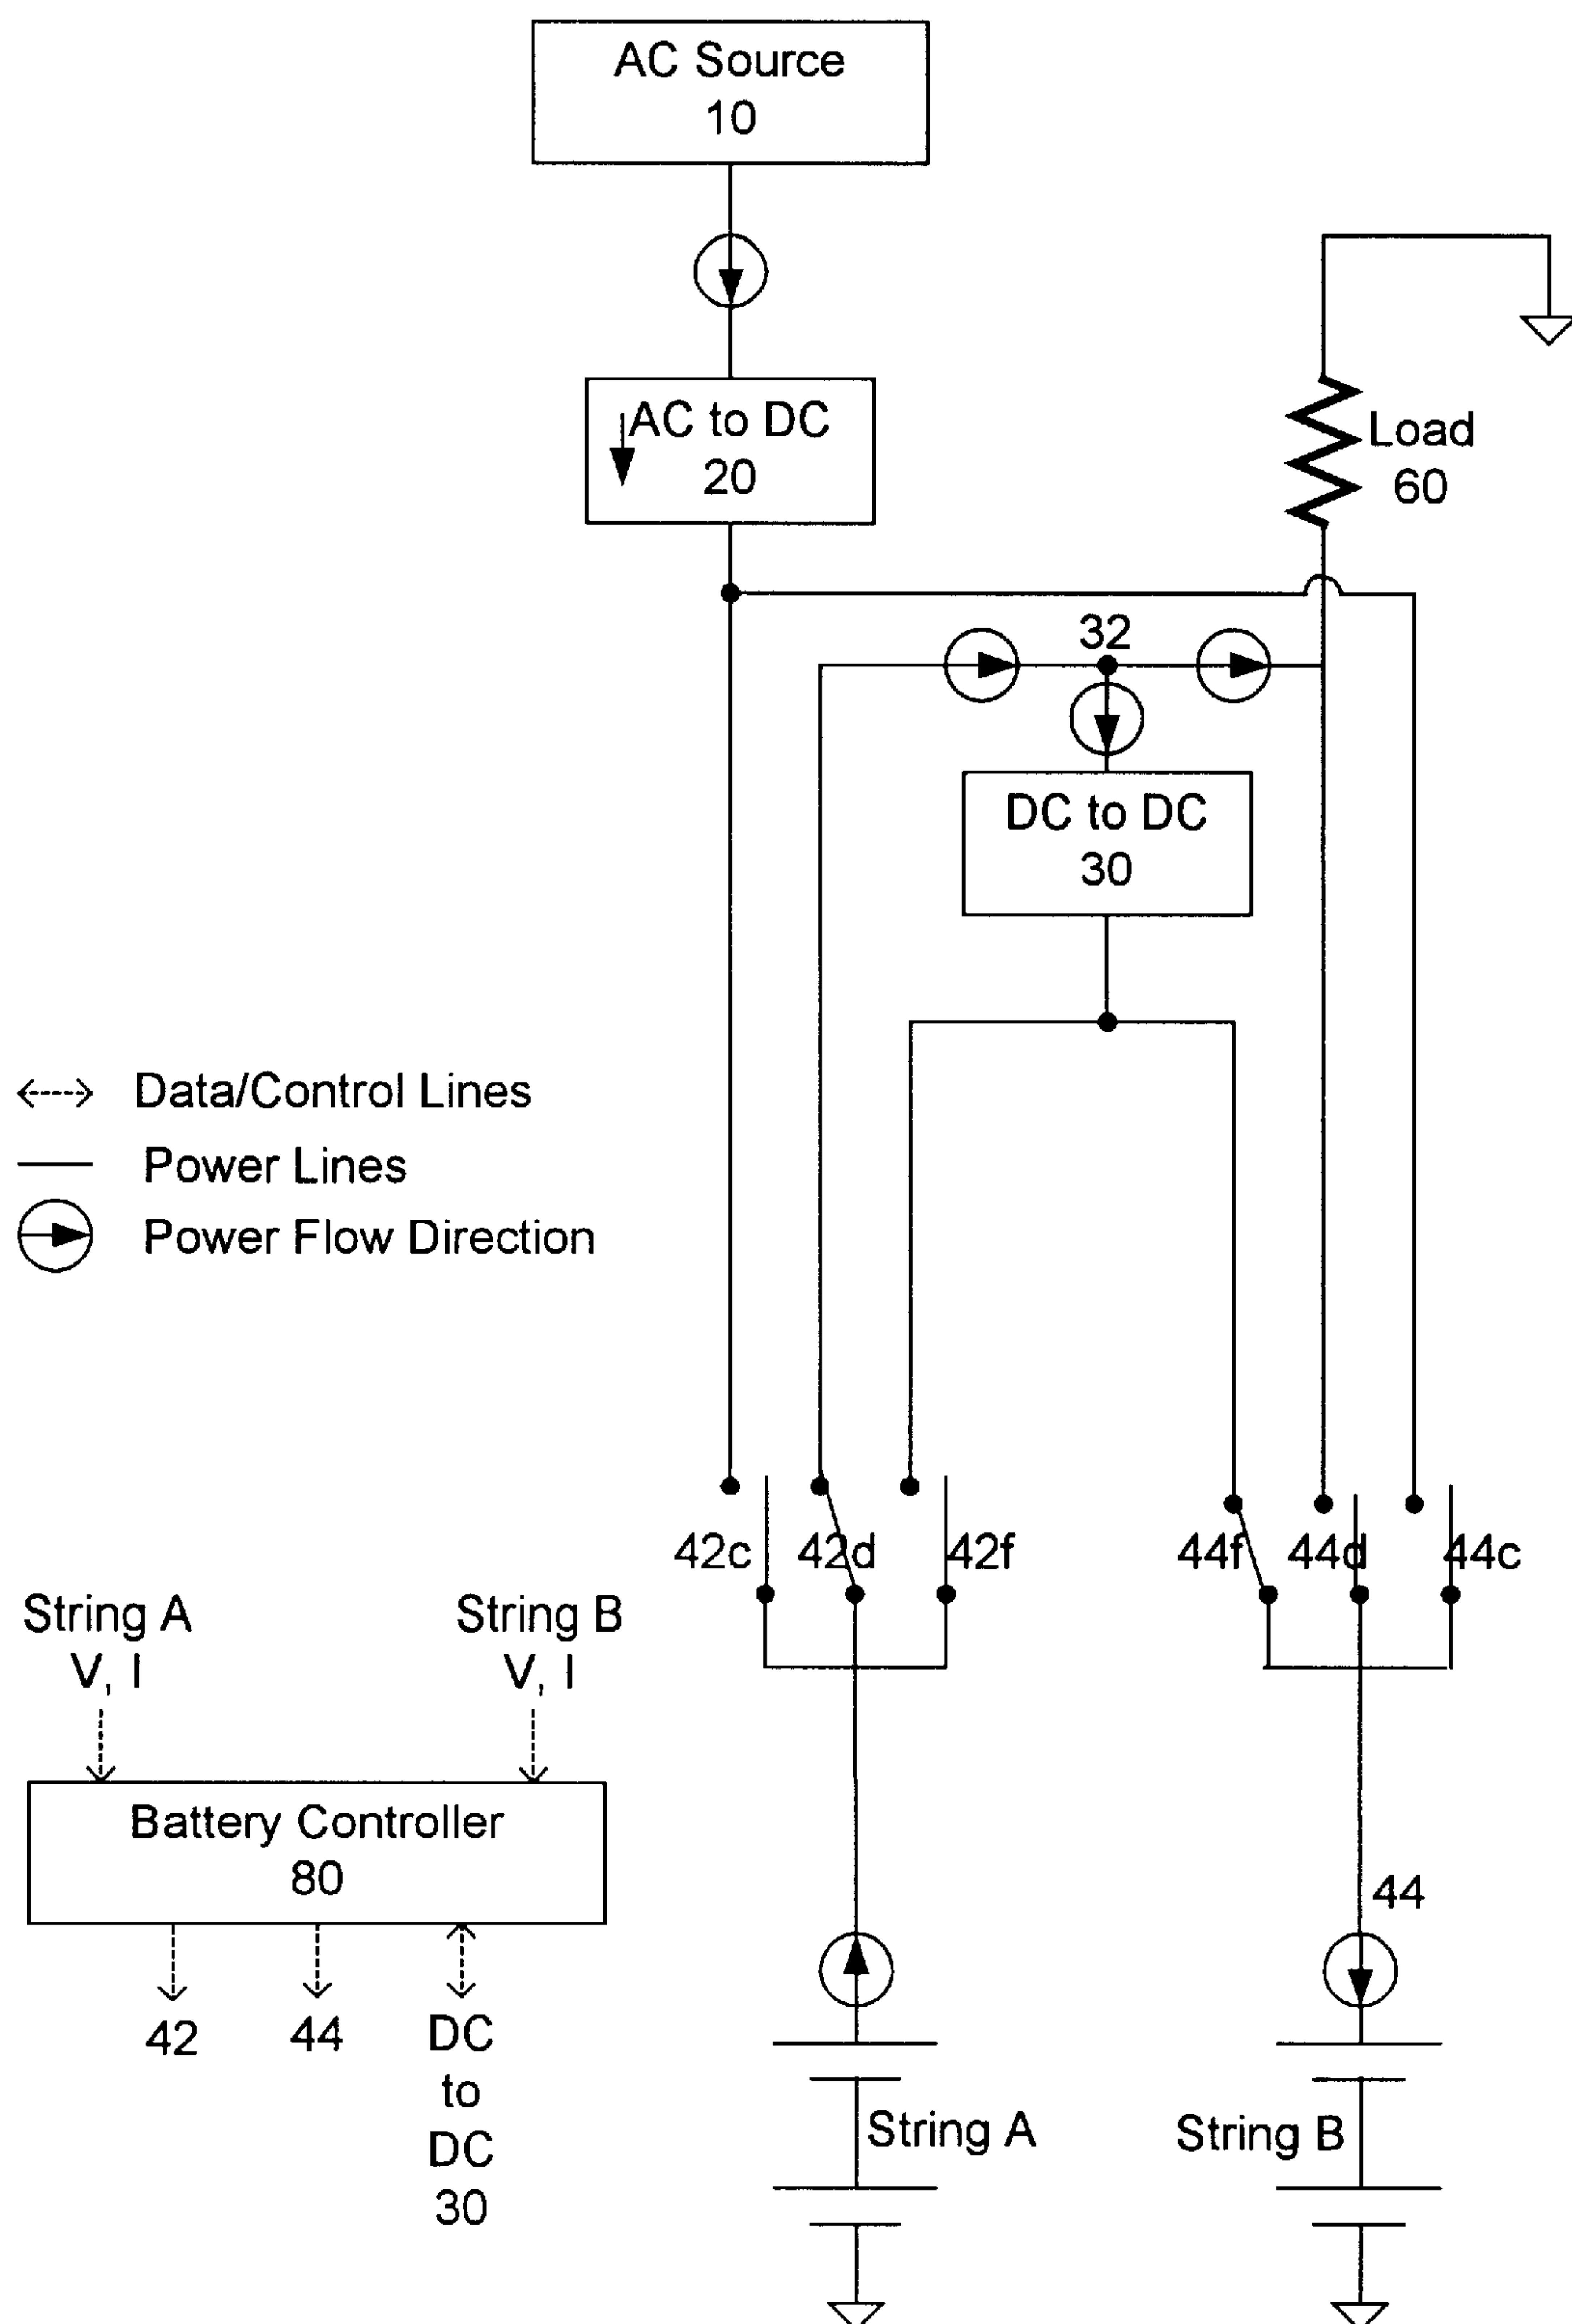 AC Source
10
AC to DC
20
Load
60
32
DC to DC
30
Data/Control Lines
Power Lines
Power Flow Direction
42c
42d
42f
44f
44d
44c
String A
V, I
String B
V, I
Battery Controller
80
44
42
44
DC
to
DC
30
String A
String B